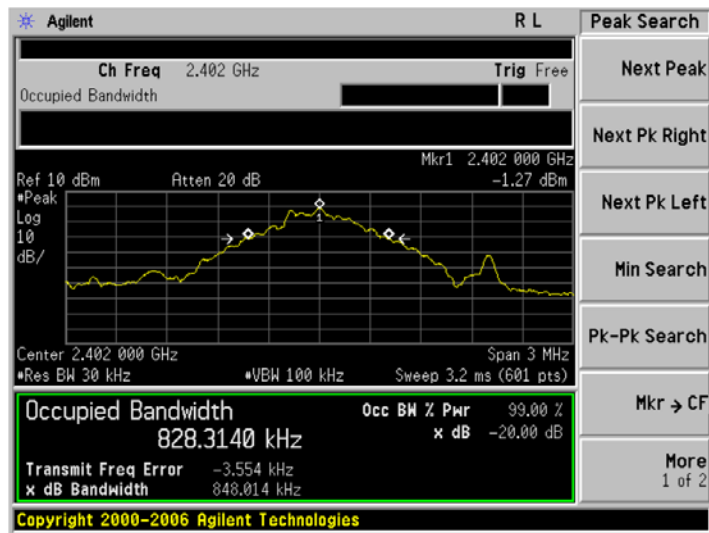 Agilent R L Peak Search
Ch Freq 2.402 GHz Trig Free
Occupied Bandwidth
Next Peak
Next Pk Right
Next Pk Left
Min Search
Pk-Pk Search
Mkr → CF
More
1 of 2
Mkr1 2.402 000 GHz
Ref 10 dBm Atten 20 dB -1.27 dBm
#Peak
Log
10
dB/
1
Center 2.402 000 GHz Span 3 MHz
#Res BW 30 kHz #VBW 100 kHz Sweep 3.2 ms (601 pts)
Occupied Bandwidth Occ BW % Pwr 99.00 %
828.3140 kHz x dB -20.00 dB
Transmit Freq Error -3.554 kHz
x dB Bandwidth 848.014 kHz
Copyright 2000-2006 Agilent Technologies